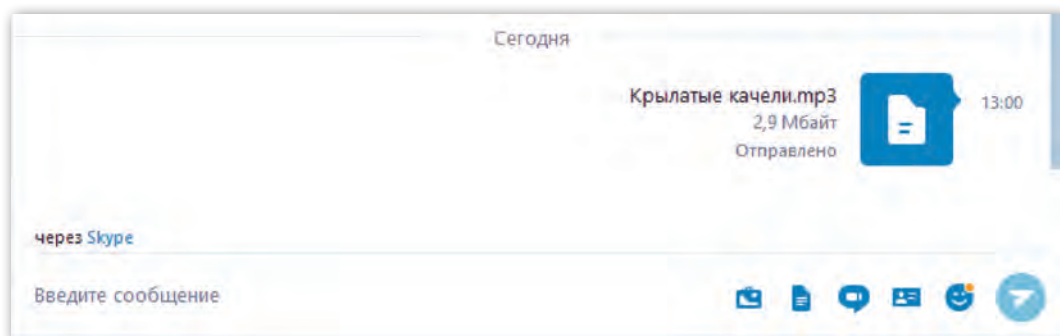 Сегодня
Крылатые качели.mp3
2,9 Мбайт
Отправлено
13:00
через Skype
Введите сообщение